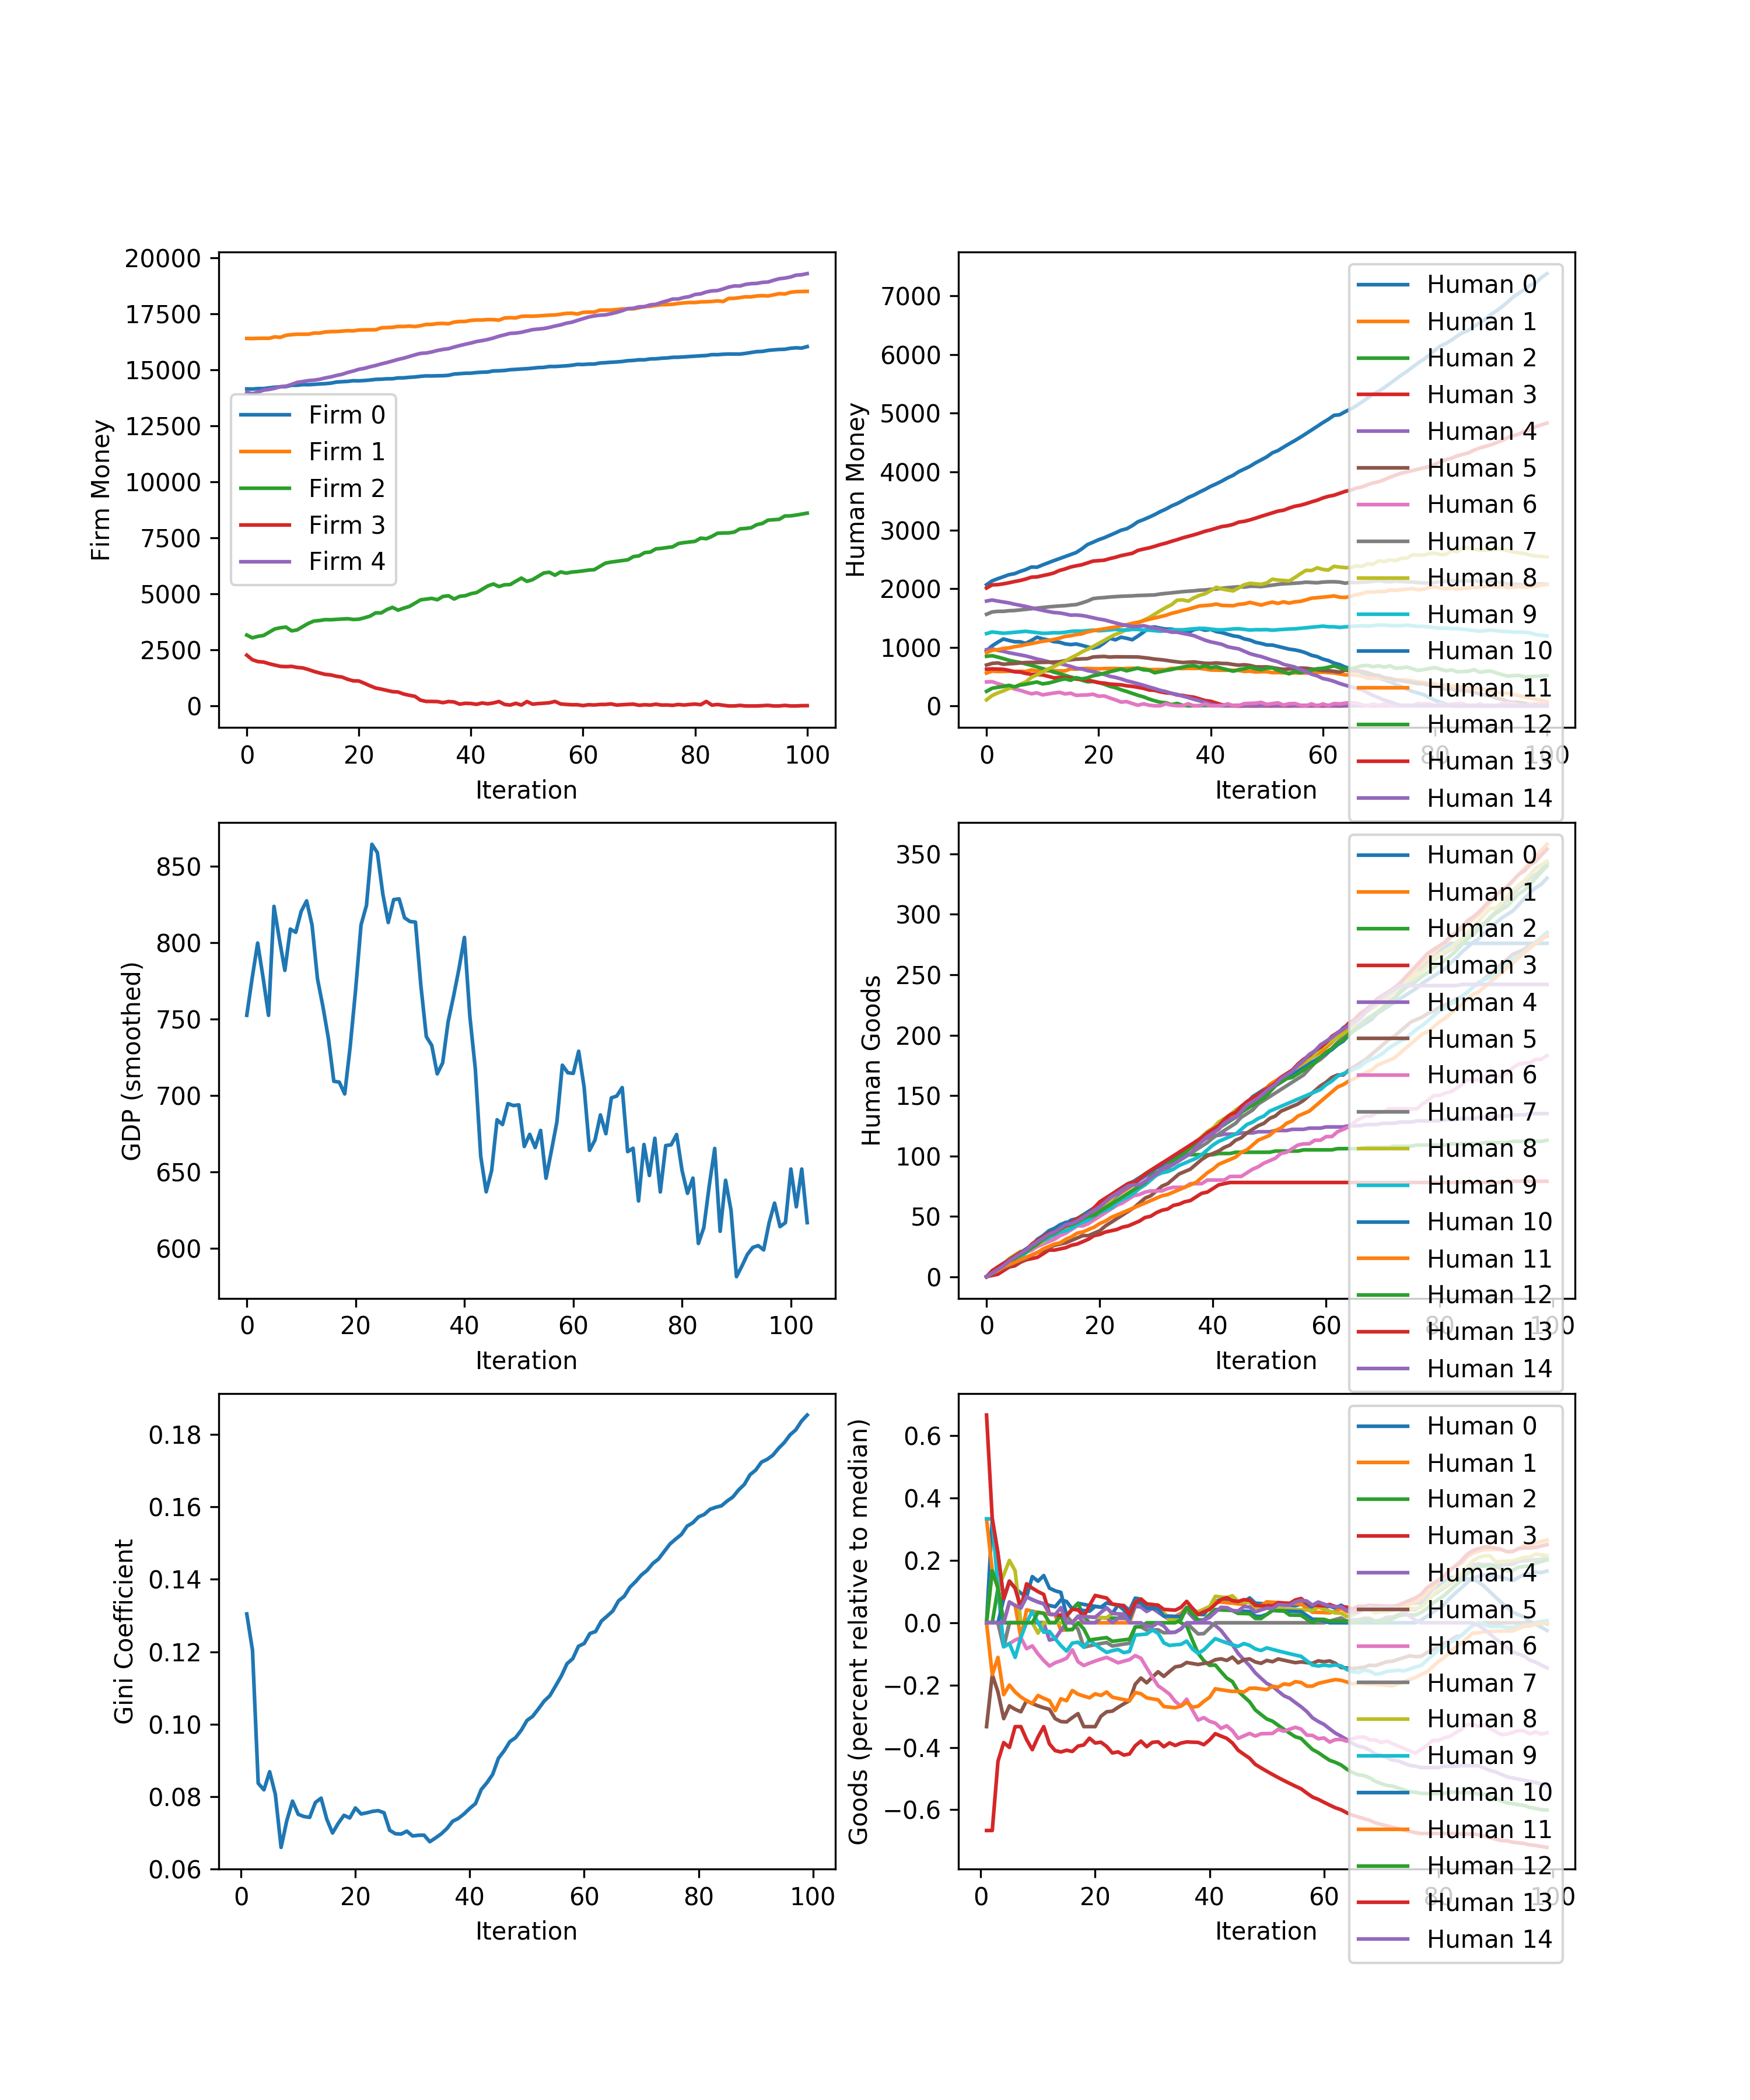 20000
17500
15000
12500
10000
7500
5000
2500
0
Firm Money
Firm 0
Firm 1
Firm 2
Firm 3
Firm 4
0 20 40 60 80 100
Iteration
7000
6000
5000
4000
3000
2000
1000
0
Human Money
Human 0
Human 1
Human 2
Human 3
Human 4
Human 5
Human 6
Human 7
Human 8
Human 9
Human 10
Human 11
Human 12
Human 13
Human 14
0 20 40 60 80 100
Iteration
850
800
750
700
650
600
GDP (smoothed)
0 20 40 60 80 100
Iteration
350
300
250
200
150
100
50
0
Human Goods
Human 0
Human 1
Human 2
Human 3
Human 4
Human 5
Human 6
Human 7
Human 8
Human 9
Human 10
Human 11
Human 12
Human 13
Human 14
0 20 40 60 80 100
Iteration
0.18
0.16
0.14
0.12
0.10
0.08
0.06
Gini Coefficient
0 20 40 60 80 100
Iteration
0.6
0.4
0.2
0.0
−0.2
−0.4
−0.6
Goods (percent relative to median)
Human 0
Human 1
Human 2
Human 3
Human 4
Human 5
Human 6
Human 7
Human 8
Human 9
Human 10
Human 11
Human 12
Human 13
Human 14
0 20 40 60 80 100
Iteration